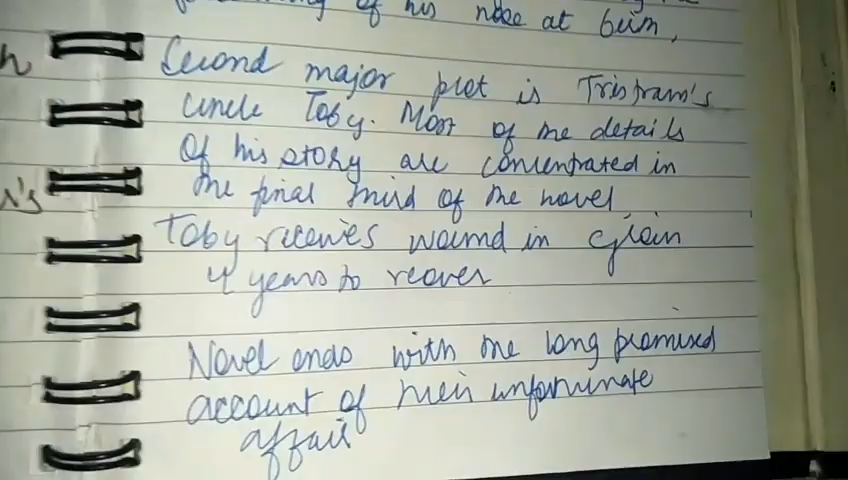 of his nose at birth,
Second major plot is Tristram's
uncle Toby. Most of the details
Of his story are concentrated in
the final third of the novel
Toby receives wound in groin
4 years to recover
Novel ends with the long promised
account of their unfortunate
affair